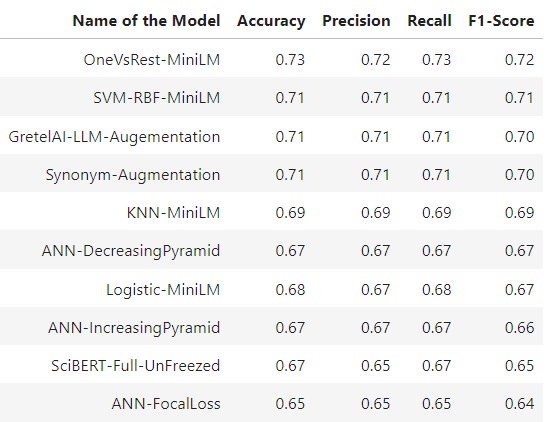 Name of the Model Accuracy Precision Recall F1-Score
OneVsRest-MiniLM 0.73 0.72 0.73 0.72
SVM-RBF-MiniLM 0.71 0.71 0.71 0.71
GretelAI-LLM-Augementation 0.71 0.71 0.71 0.70
Synonym-Augmentation 0.71 0.71 0.71 0.70
KNN-MiniLM 0.69 0.69 0.69 0.69
ANN-DecreasingPyramid 0.67 0.67 0.67 0.67
Logistic-MiniLM 0.68 0.67 0.68 0.67
ANN-IncreasingPyramid 0.67 0.67 0.67 0.66
SciBERT-Full-UnFreezed 0.67 0.65 0.67 0.65
ANN-FocalLoss 0.65 0.65 0.65 0.64